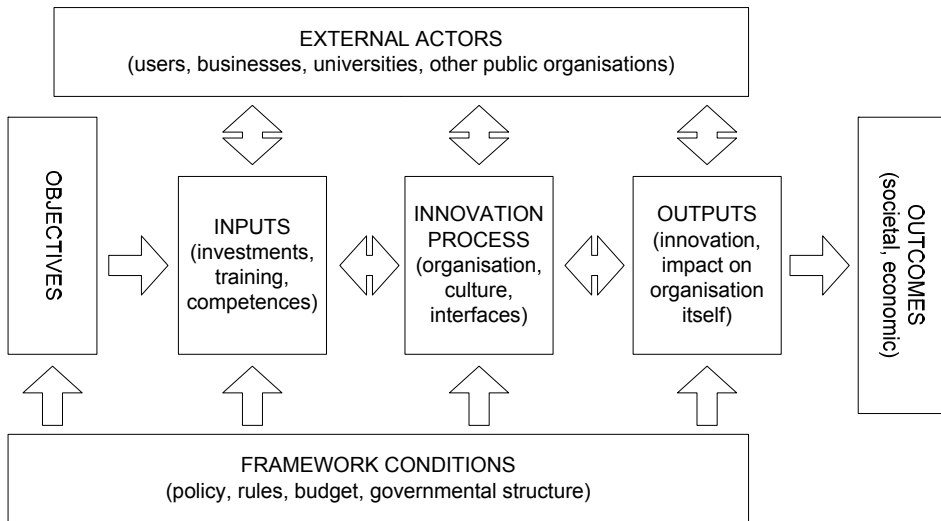 EXTERNAL ACTORS
(users, businesses, universities, other public organisations)
OBJECTIVES
INPUTS
(investments,
training,
competences)
INNOVATION
PROCESS
(organisation,
culture,
interfaces)
OUTPUTS
(innovation,
impact on
organisation
itself)
OUTCOMES
(societal, economic)
FRAMEWORK CONDITIONS
(policy, rules, budget, governmental structure)